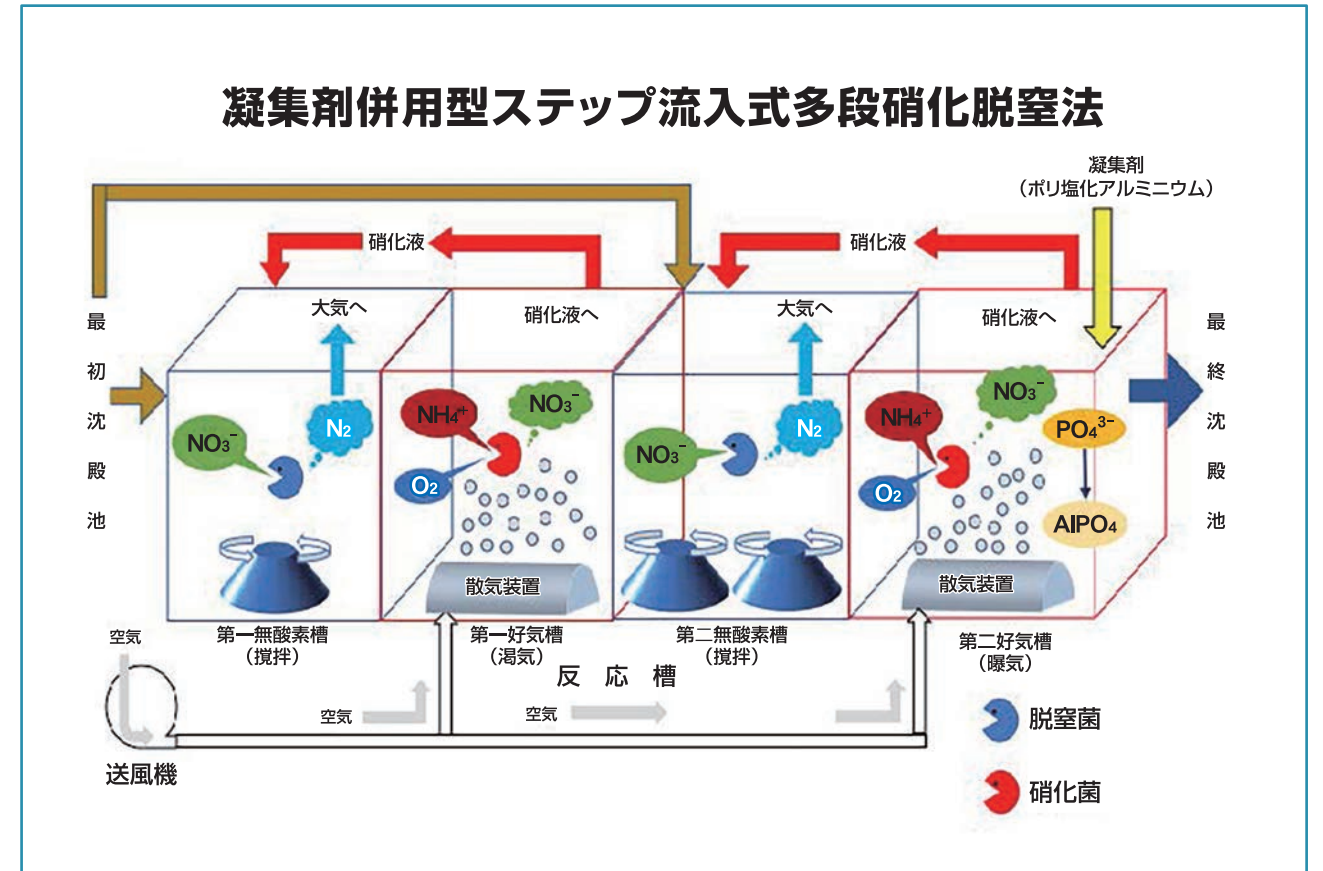 凝集剤併用型ステップ流入式多段硝化脱窒法
凝集剤
(ポリ塩化アルミニウム)
硝化液
硝化液
大気へ
硝化液へ
大気へ
硝化液へ
最初沈殿池
最終沈殿池
NO₃⁻
N₂
NH₄⁺
O₂
NO₃⁻
NO₃⁻
N₂
NH₄⁺
O₂
NO₃⁻
PO₄³⁻
AlPO₄
散気装置
散気装置
第一無酸素槽
(撹拌)
第一好気槽
(渇気)
第二無酸素槽
(撹拌)
第二好気槽
(曝気)
反応槽
空気
空気
空気
送風機
脱窒菌
硝化菌